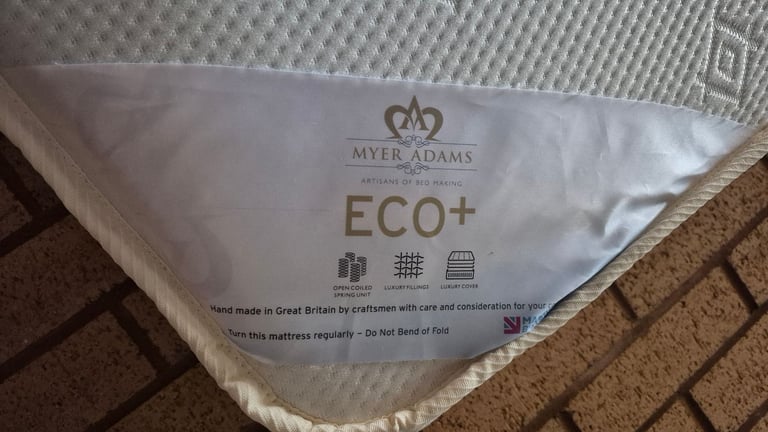 MYER ADAMS
ARTISANS OF BED MAKING
ECO+
OPEN COILED
SPRING UNIT
LUXURY FILLINGS
LUXURY COVER
Hand made in Great Britain by craftsmen with care and consideration for your
Turn this mattress regularly – Do Not Bend of Fold